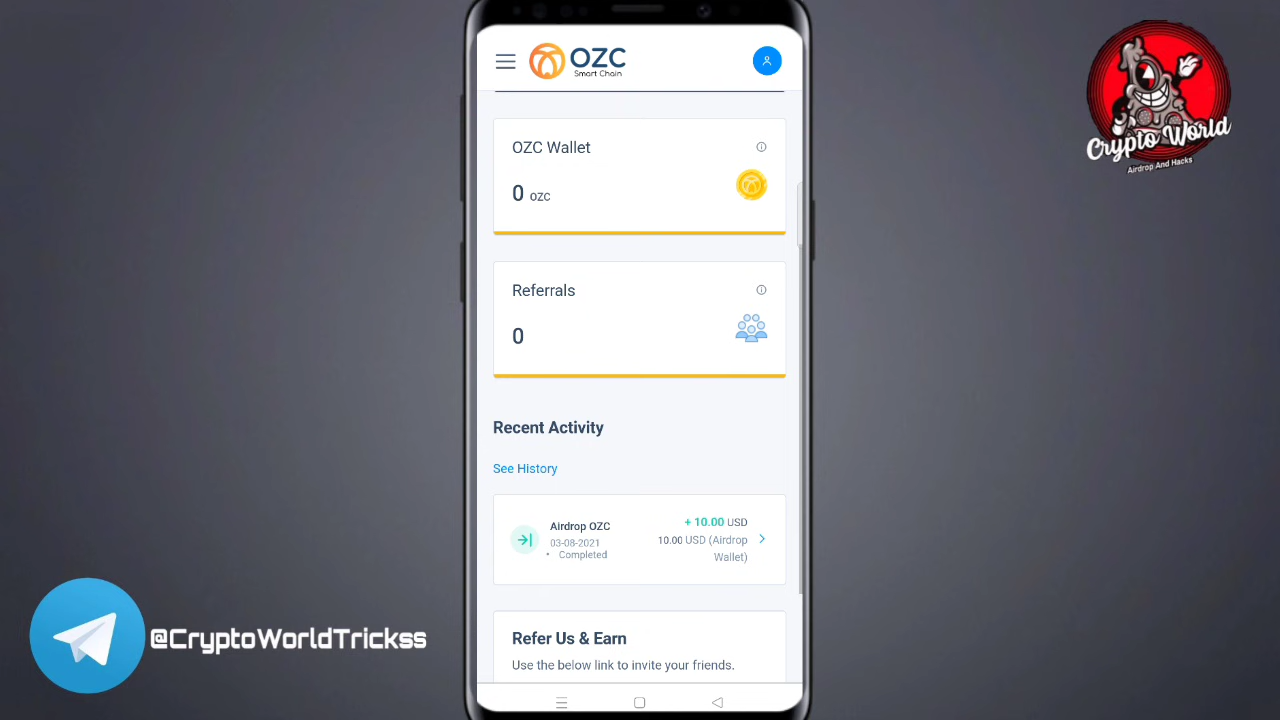 OZC
Smart Chain
OZC Wallet
0 OZC
Referrals
0
Recent Activity
See History
Airdrop OZC
03-08-2021
• Completed
+ 10.00 USD
10.00 USD (Airdrop
Wallet)
Refer Us & Earn
Use the below link to invite your friends.
Crypto World
Airdrop And Hacks
@CryptoWorldTrickss